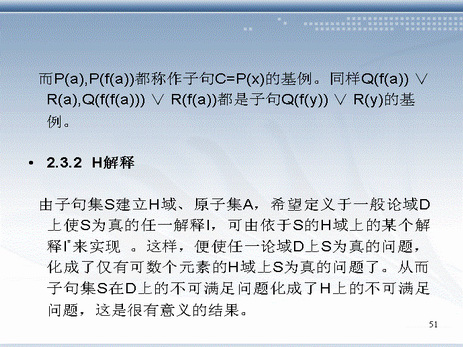 而P(a),P(f(a))都称作子句C=P(x)的基例。同样Q(f(a)) ∨
R(a),Q(f(f(a))) ∨ R(f(a))都是子句Q(f(y)) ∨ R(y)的基
例。
• 2.3.2 H解释
由子句集S建立H域、原子集A，希望定义于一般论域D
上使S为真的任一解释I，可由依于S的H域上的某个解
释I*来实现 。这样，便使任一论域D上S为真的问题，
化成了仅有可数个元素的H域上S为真的问题了。从而
子句集S在D上的不可满足问题化成了H上的不可满足
问题，这是很有意义的结果。
51